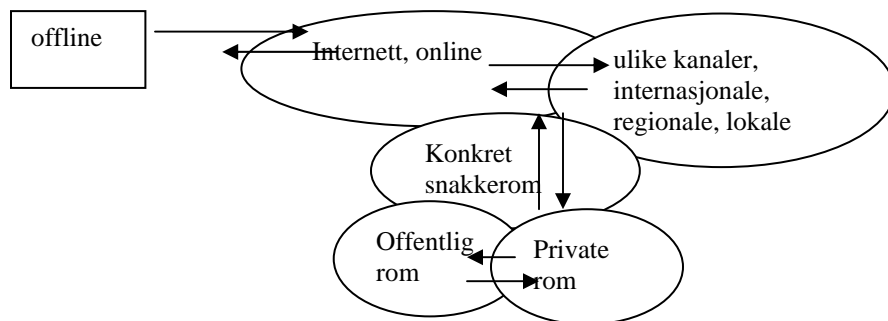 offline
Internett, online
ulike kanaler,
internasjonale,
regionale, lokale
Konkret
snakkerom
Offentlig
rom
Private
rom